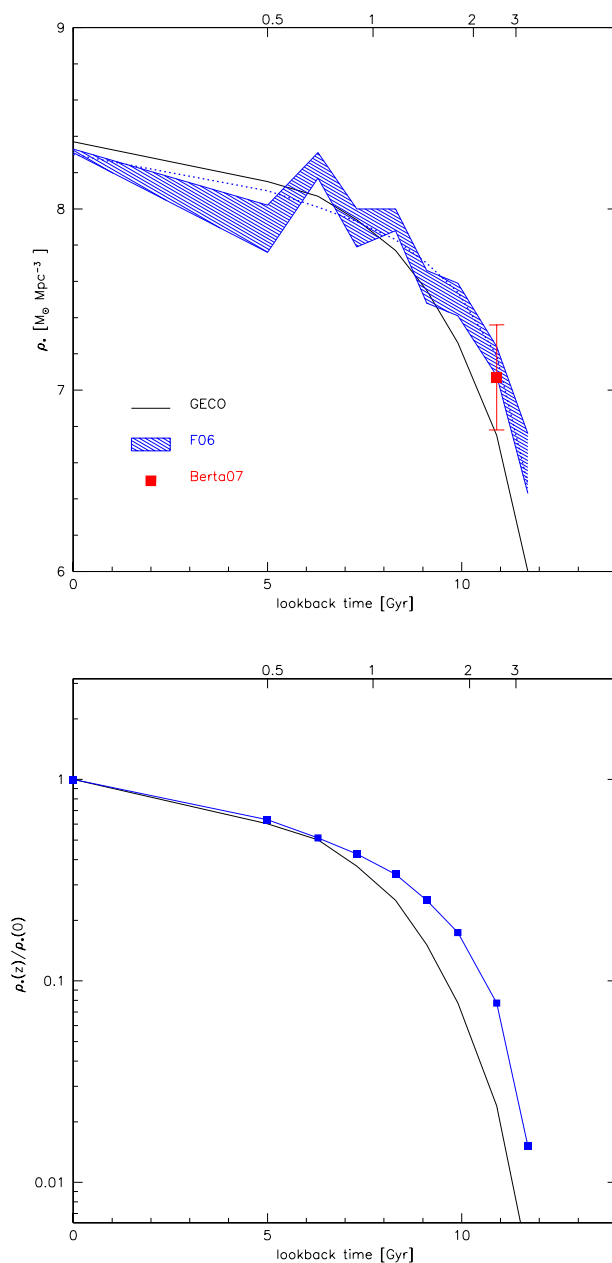 0.5 1 2 3
9
8
7
6
ρ* [M⊙ Mpc⁻³]
GECO
F06
Berta07
0 5 10
lookback time [Gyr]
0.5 1 2 3
1
0.1
0.01
ρ*(z)/ρ*(0)
0 5 10
lookback time [Gyr]